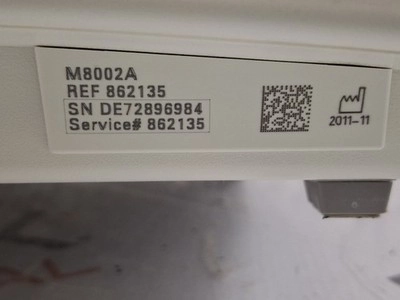 M8002A
REF 862135
SN DE72896984
Service# 862135
2011-11